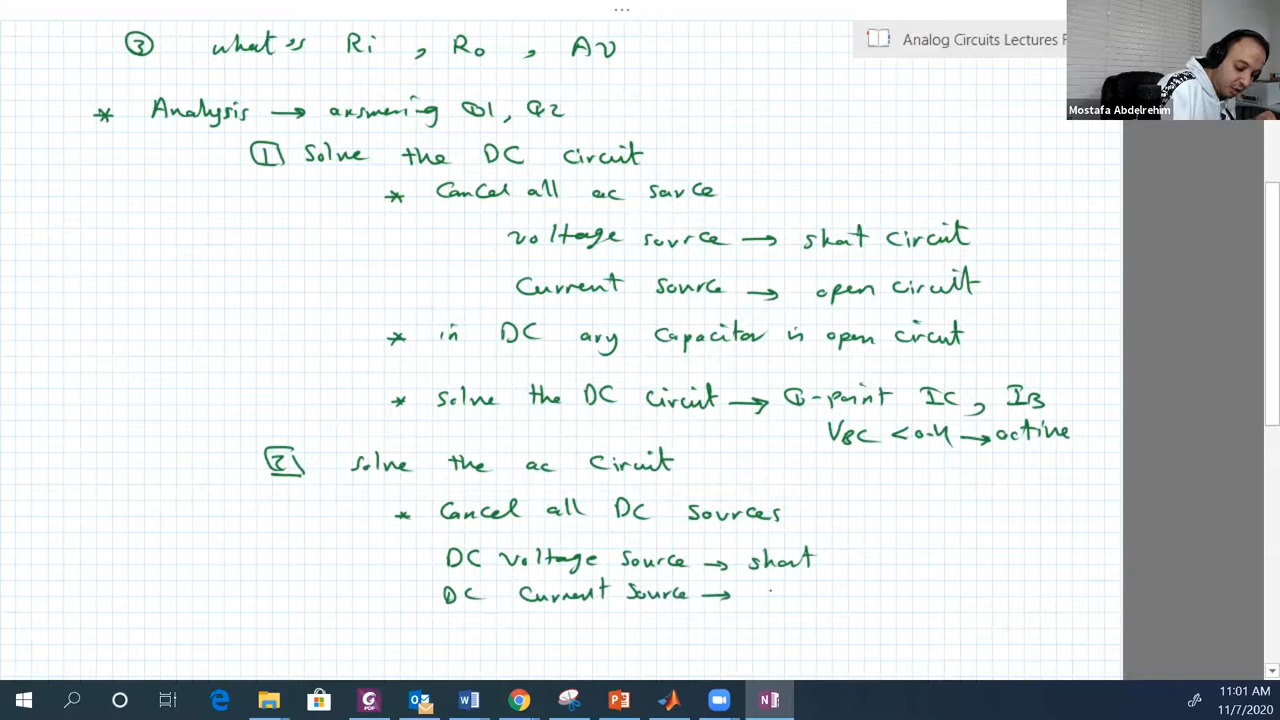 ...
③ what is Ri , Ro , Av
Analog Circuits Lectures F
Mostafa Abdelrehim
* Analysis → answering Q1, Q2
1 Solve the DC circuit
* Cancel all ac source
voltage source → short circuit
Current source → open circuit
* in DC any capacitor is open circuit
* solve the DC circuit → Q-point IC, IB
VBC < 0.4 → active
2 solve the ac circuit
* Cancel all DC sources
DC voltage source → short
DC Current source →
11:01 AM
11/7/2020